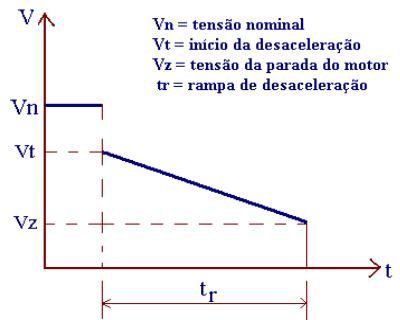 V
Vn = tensão nominal
Vt = início da desaceleração
Vz = tensão da parada do motor
tr = rampa de desaceleração
Vn
Vt
Vz
t
tr